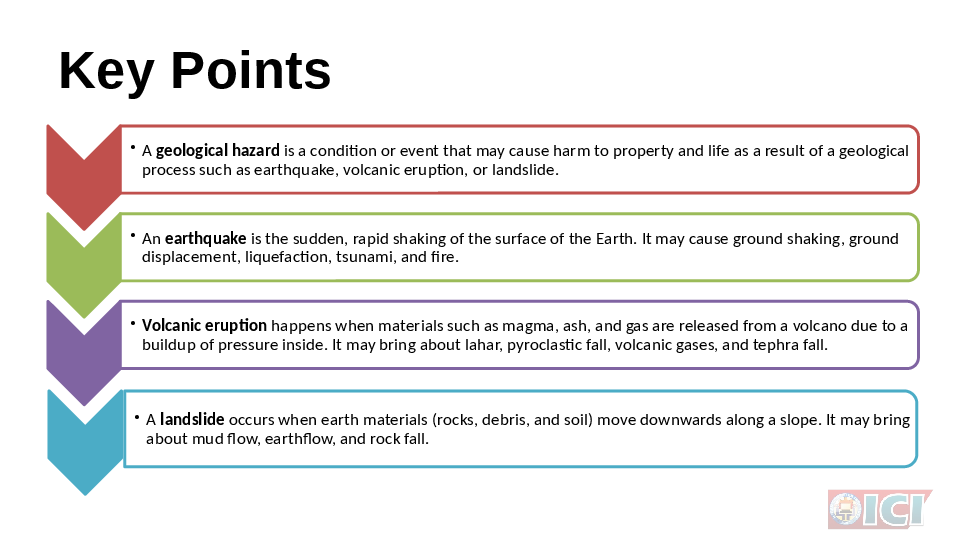 Key Points
• A geological hazard is a condition or event that may cause harm to property and life as a result of a geological
process such as earthquake, volcanic eruption, or landslide.
• An earthquake is the sudden, rapid shaking of the surface of the Earth. It may cause ground shaking, ground
displacement, liquefaction, tsunami, and fire.
• Volcanic eruption happens when materials such as magma, ash, and gas are released from a volcano due to a
buildup of pressure inside. It may bring about lahar, pyroclastic fall, volcanic gases, and tephra fall.
• A landslide occurs when earth materials (rocks, debris, and soil) move downwards along a slope. It may bring
about mud flow, earthflow, and rock fall.
ICI